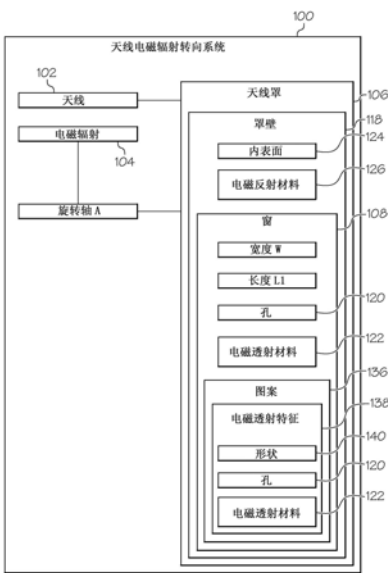 100
天线电磁辐射转向系统
102
天线
电磁辐射
104
旋转轴 A
天线罩
106
罩壁
118
内表面
124
电磁反射材料
126
窗
108
宽度 W
长度 L1
孔
120
电磁透射材料
122
图案
136
电磁透射特征
138
形状
140
孔
120
电磁透射材料
122